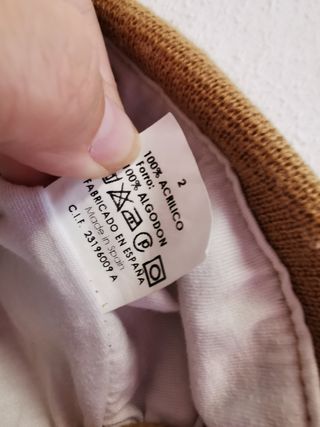 2
100% ACRILICO
Forro:
100% ALGODON
FABRICADO EN ESPAÑA
Made in Spain
C.I.F. 23196009 A